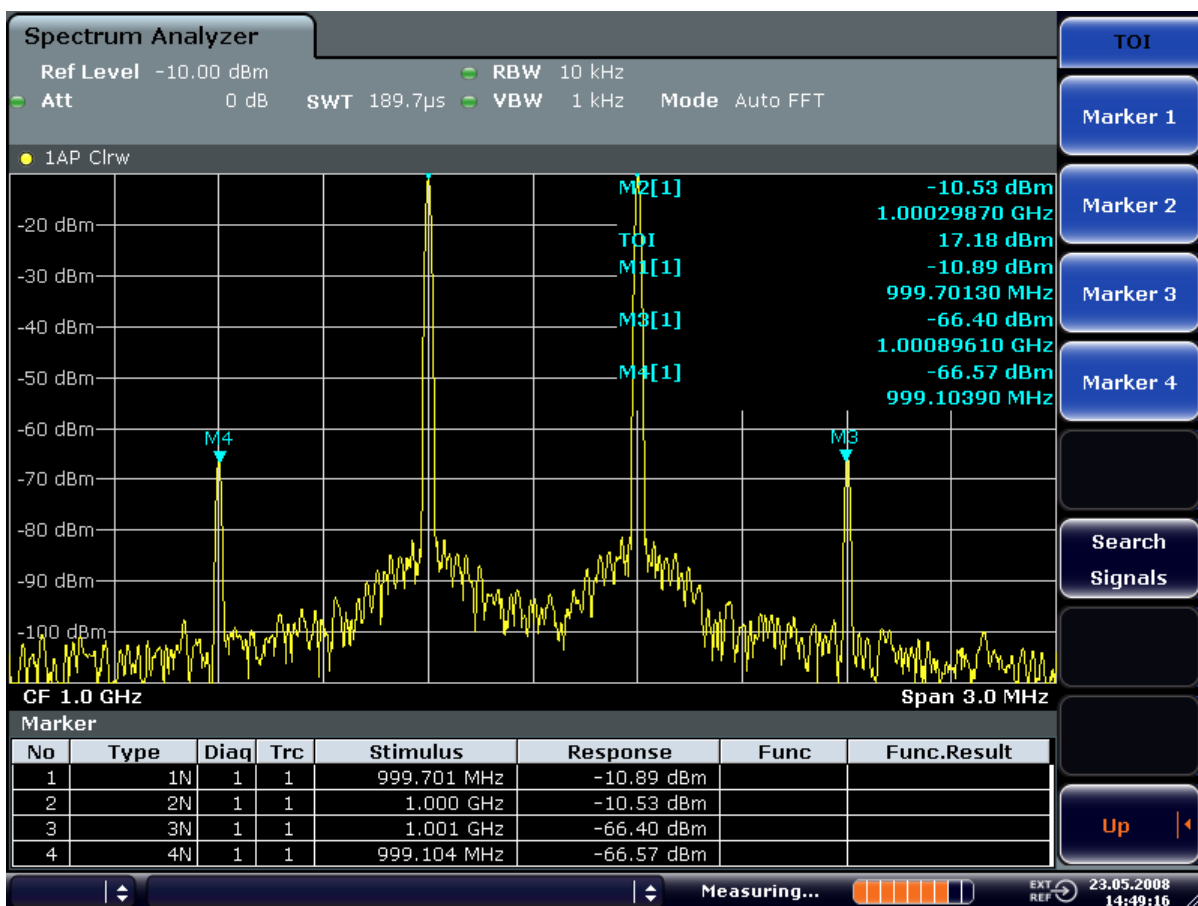 Spectrum Analyzer
Ref Level -10.00 dBm RBW 10 kHz
Att 0 dB SWT 189.7µs VBW 1 kHz Mode Auto FFT
1AP Clrw
M2[1] -10.53 dBm
1.00029870 GHz
TOI 17.18 dBm
M1[1] -10.89 dBm
999.70130 MHz
M3[1] -66.40 dBm
1.00089610 GHz
M4[1] -66.57 dBm
999.10390 MHz
-20 dBm
-30 dBm
-40 dBm
-50 dBm
-60 dBm
-70 dBm
-80 dBm
-90 dBm
-100 dBm
M4
M3
CF 1.0 GHz Span 3.0 MHz
Marker
No Type Diaq Trc Stimulus Response Func Func.Result
1 1N 1 1 999.701 MHz -10.89 dBm
2 2N 1 1 1.000 GHz -10.53 dBm
3 3N 1 1 1.001 GHz -66.40 dBm
4 4N 1 1 999.104 MHz -66.57 dBm
TOI
Marker 1
Marker 2
Marker 3
Marker 4
Search
Signals
Up
Measuring...
EXT
REF
23.05.2008
14:49:16